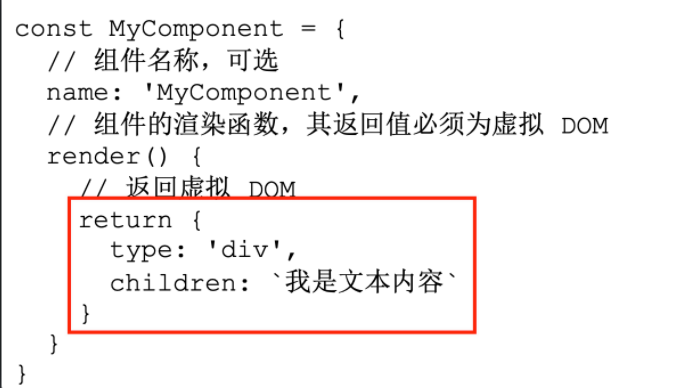 const MyComponent = {
// 组件名称，可选
name: 'MyComponent',
// 组件的渲染函数，其返回值必须为虚拟 DOM
render() {
// 返回虚拟 DOM
return {
type: 'div',
children: `我是文本内容`
}
}
}